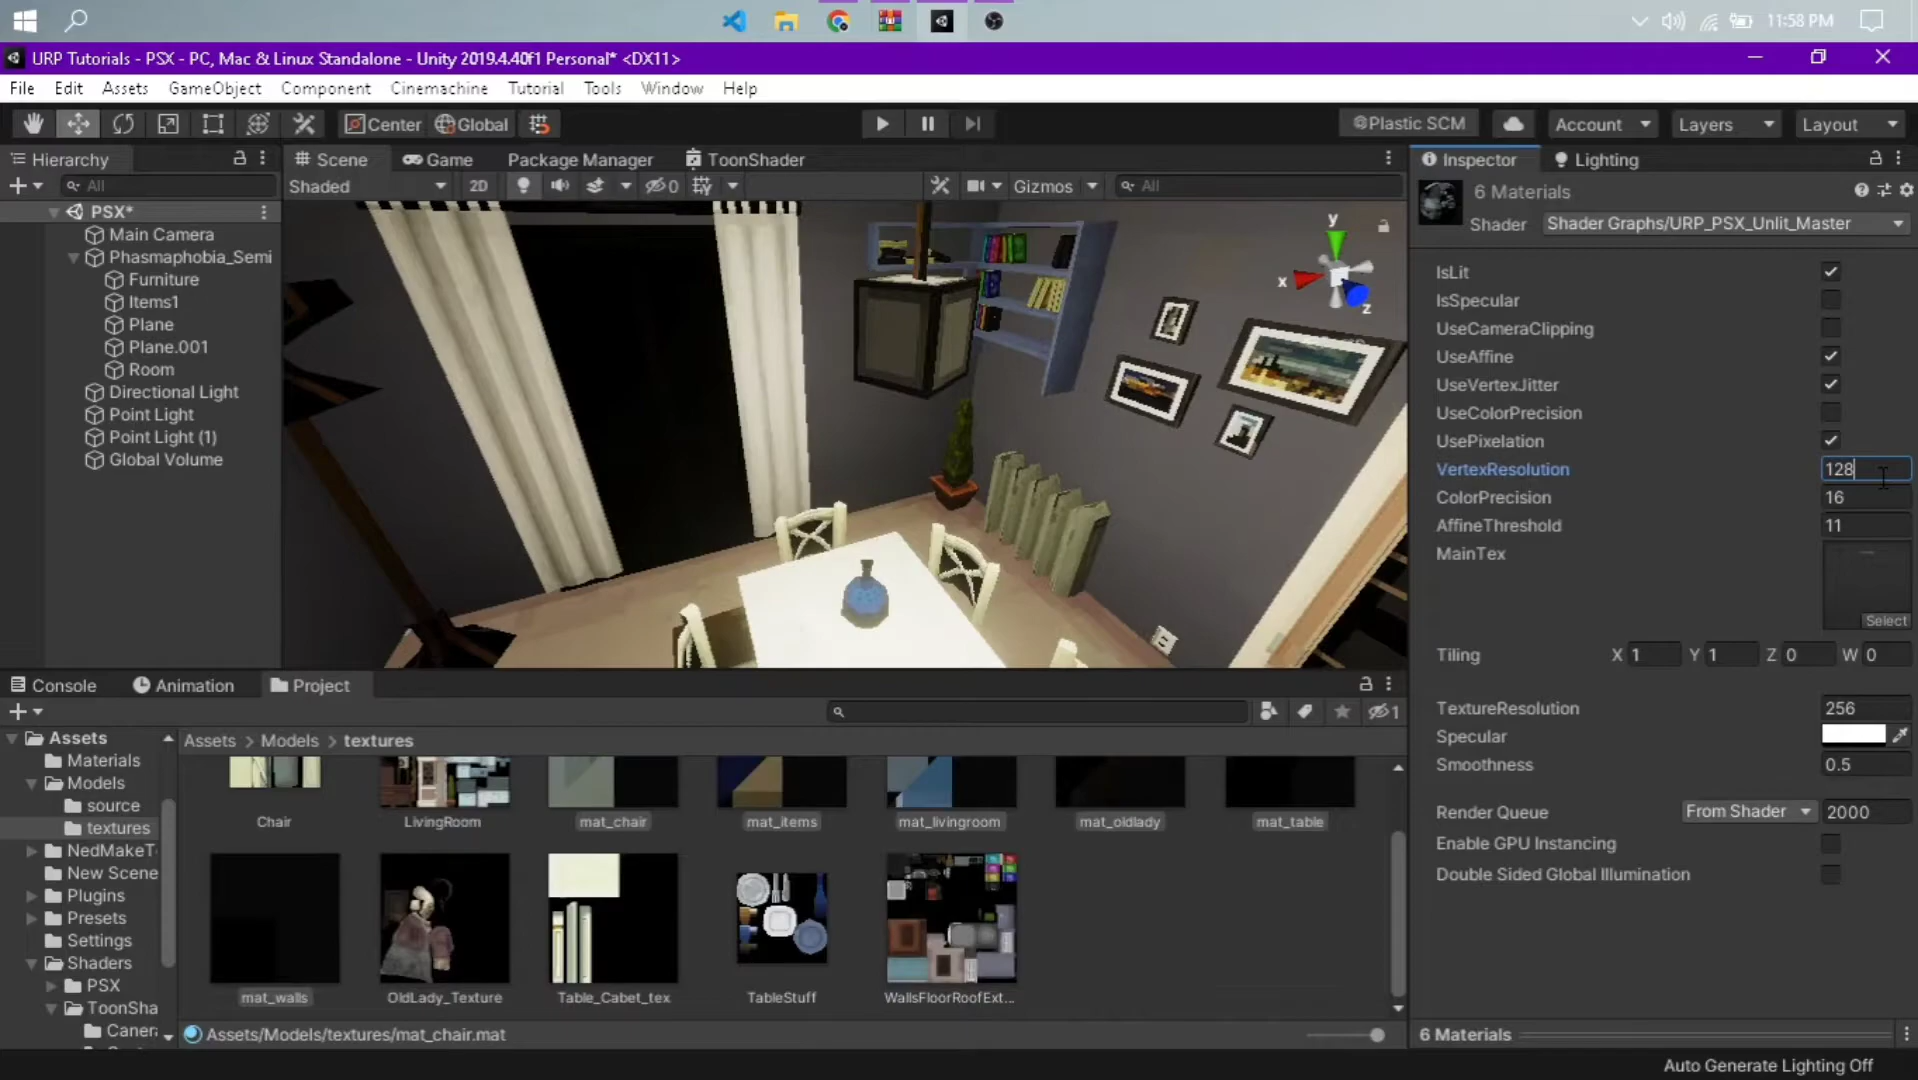 11:58 PM
URP Tutorials - PSX - PC, Mac & Linux Standalone - Unity 2019.4.40f1 Personal* <DX11>
File Edit Assets GameObject Component Cinemachine Tutorial Tools Window Help
Center Global Plastic SCM Account Layers Layout
Hierarchy Scene Game Package Manager ToonShader Inspector Lighting
All Shaded 2D 0 Gizmos All
6 Materials
Shader Shader Graphs/URP_PSX_Unlit_Master
PSX*
Main Camera
Phasmaphobia_Semi
Furniture
Items1
Plane
Plane.001
Room
Directional Light
Point Light
Point Light (1)
Global Volume
y
x
z
IsLit
IsSpecular
UseCameraClipping
UseAffine
UseVertexJitter
UseColorPrecision
UsePixelation
VertexResolution 128
ColorPrecision 16
AffineThreshold 11
MainTex
Select
Tiling X 1 Y 1 Z 0 W 0
TextureResolution 256
Specular
Smoothness 0.5
Render Queue From Shader 2000
Enable GPU Instancing
Double Sided Global Illumination
Console Animation Project
1
Assets
Materials
Models
source
textures
NedMakeT
New Scene
Plugins
Presets
Settings
Shaders
PSX
ToonSha
Camera
Assets > Models > textures
Chair LivingRoom mat_chair mat_items mat_livingroom mat_oldlady mat_table
mat_walls OldLady_Texture Table_Cabet_tex TableStuff WallsFloorRoofExt...
Assets/Models/textures/mat_chair.mat
6 Materials
Auto Generate Lighting Off